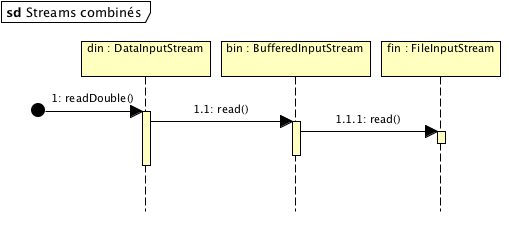 sd Streams combinés
din : DataInputStream
bin : BufferedInputStream
fin : FileInputStream
1: readDouble()
1.1: read()
1.1.1: read()